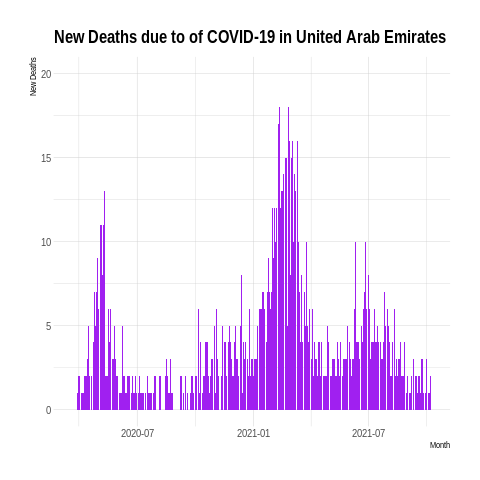 New Deaths due to of COVID-19 in United Arab Emirates
New Deaths
20
15
10
5
0
2020-07 2021-01 2021-07
Month